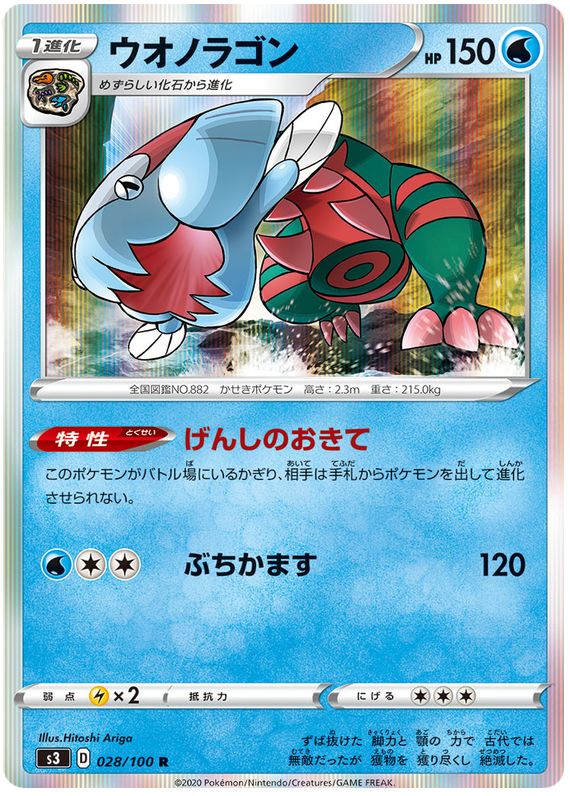 1進化
ウオノラゴン
HP 150
めずらしい化石から進化
全国図鑑NO.882 かせきポケモン 高さ:2.3m 重さ:215.0kg
特性 とくせい げんしのおきて
このポケモンがバトル場にいるかぎり、相手は手札からポケモンを出して進化
させられない。
ぶちかます 120
弱点 ×2 抵抗力 にげる
Illus.Hitoshi Ariga
ずば抜けた 脚力と 顎の 力で 古代では
無敵だったが 獲物を 獲り尽くし 絶滅した。
s3 D 028/100 R
©2020 Pokémon/Nintendo/Creatures/GAME FREAK.